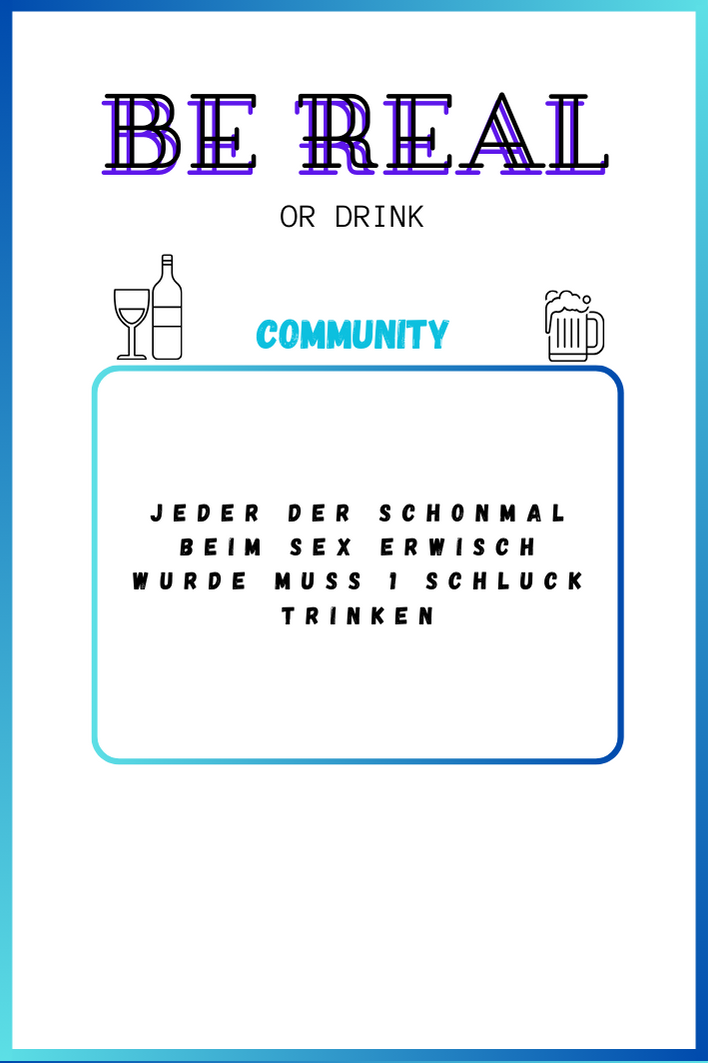 BE REAL
OR DRINK
COMMUNITY
JEDER DER SCHONMAL
BEIM SEX ERWISCH
WURDE MUSS 1 SCHLUCK
TRINKEN